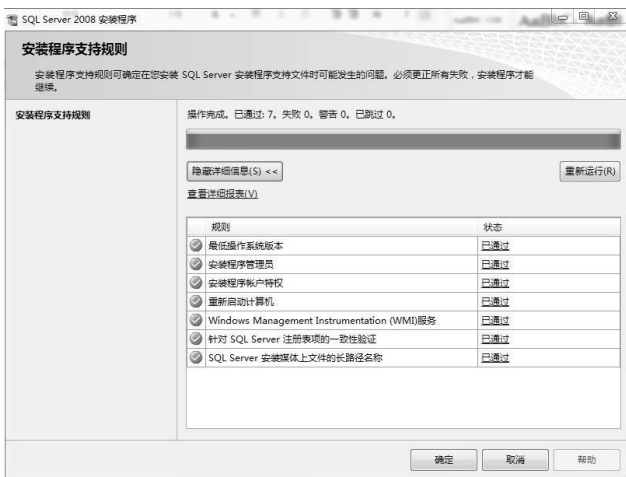 SQL Server 2008 安装程序
安装程序支持规则
安装程序支持规则可确定在您安装 SQL Server 安装程序支持文件时可能发生的问题。必须更正所有失败，安装程序才能
继续。
安装程序支持规则
操作完成。已通过: 7。失败 0。警告 0。已跳过 0。
隐藏详细信息(S) <<
重新运行(R)
查看详细报表(V)
规则 状态
最低操作系统版本 已通过
安装程序管理员 已通过
安装程序帐户特权 已通过
重新启动计算机 已通过
Windows Management Instrumentation (WMI)服务 已通过
针对 SQL Server 注册表项的一致性验证 已通过
SQL Server 安装媒体上文件的长路径名称 已通过
确定 取消 帮助